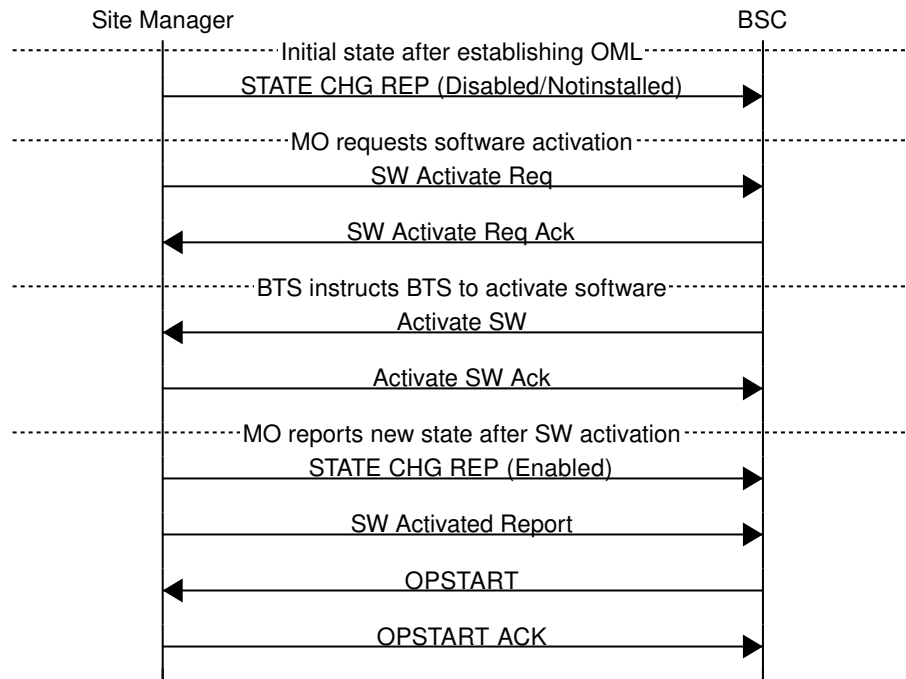 Site Manager BSC
Initial state after establishing OML
STATE CHG REP (Disabled/Notinstalled)
MO requests software activation
SW Activate Req
SW Activate Req Ack
BTS instructs BTS to activate software
Activate SW
Activate SW Ack
MO reports new state after SW activation
STATE CHG REP (Enabled)
SW Activated Report
OPSTART
OPSTART ACK